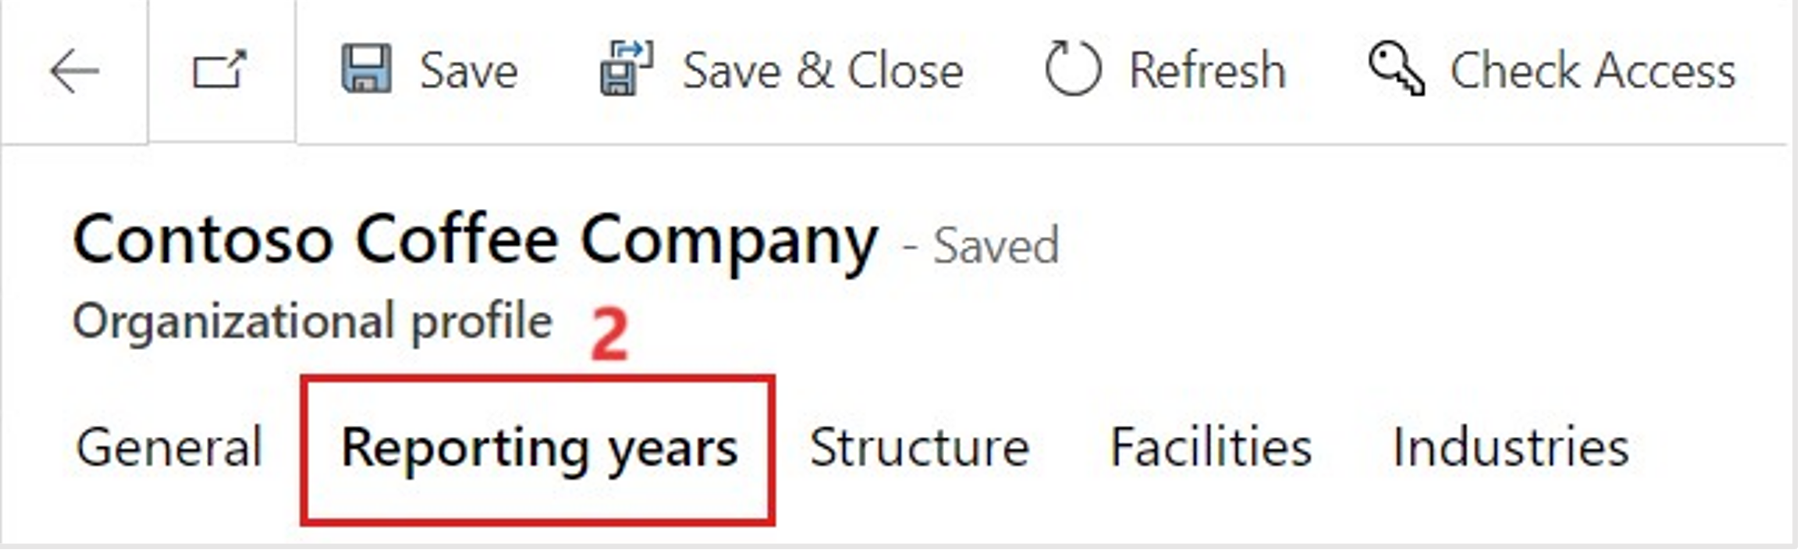 Save Save & Close Refresh Check Access
Contoso Coffee Company - Saved
Organizational profile 2
General Reporting years Structure Facilities Industries